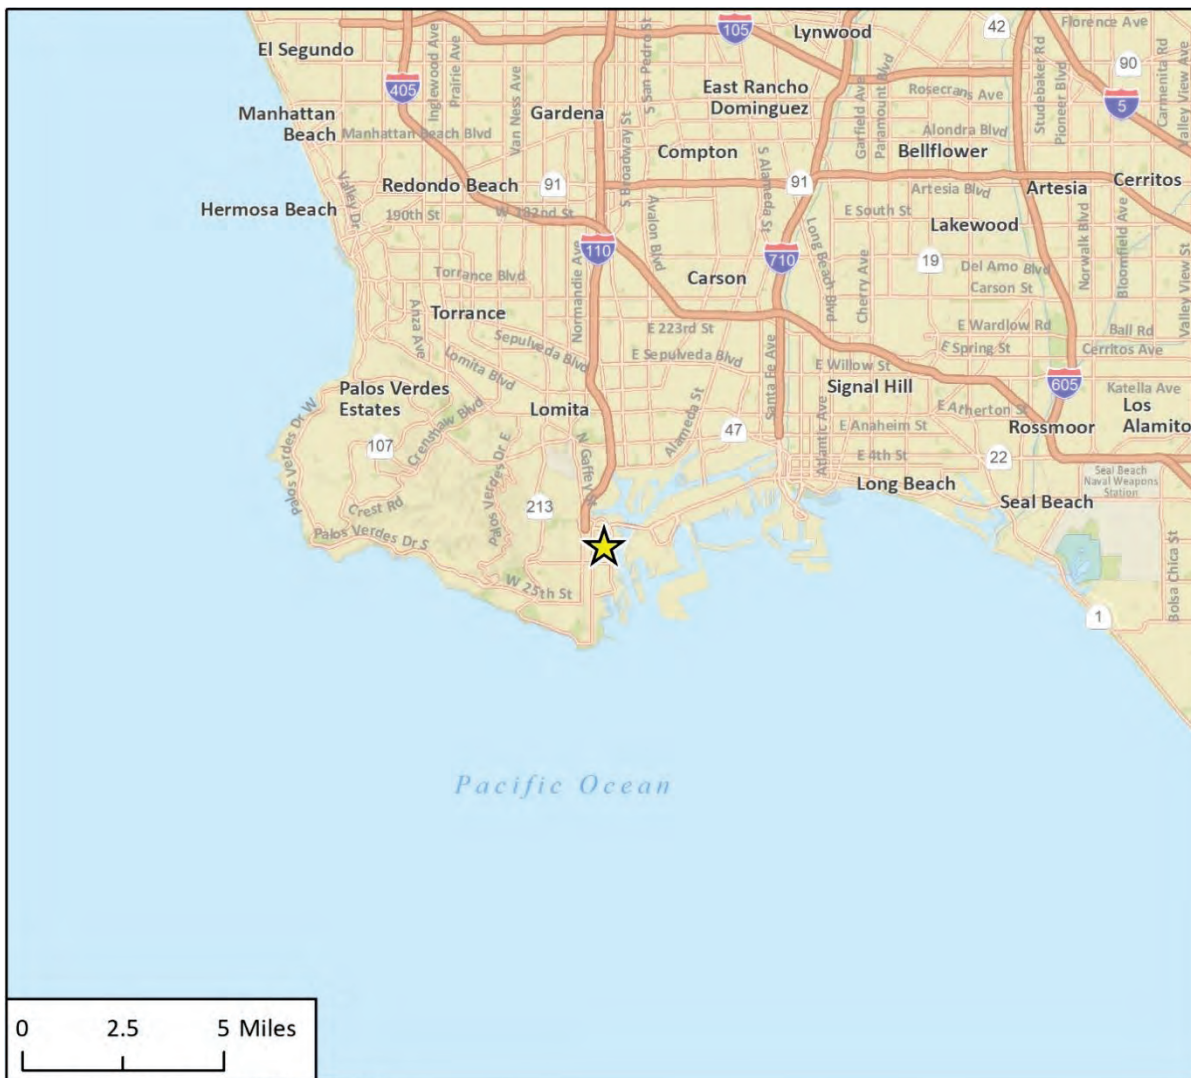 Florence Ave
42
105
Lynwood
El Segundo
Inglewood Ave
Prairie Ave
S San Pedro St
Studebaker Rd
Pioneer Blvd
90
Carmenita Rd
Valley View Ave
405
East Rancho
Dominguez
Paramount Blvd
Garfield Ave
Rosecrans Ave
5
Manhattan
Beach
Van Ness Ave
Gardena
Manhattan Beach Blvd
S Broadway St
Compton
S Alameda St
Alondra Blvd
Bellflower
Valley Dr
Redondo Beach
91
91
Artesia Blvd
Artesia
Cerritos
Hermosa Beach
190th St
W 182nd St
Avalon Blvd
Long Beach Blvd
E South St
Lakewood
Norwalk Blvd
Bloomfield Ave
Valley View St
110
710
Normandie Ave
Cherry Ave
19
Torrance Blvd
Carson
Del Amo Blvd
Carson St
Anza Ave
Torrance
E 223rd St
E Wardlow Rd
Ball Rd
Sepulveda Blvd
E Sepulveda Blvd
E Spring St
Cerritos Ave
Lomita Blvd
Santa Fe Ave
E Willow St
605
Palos Verdes
Estates
Signal Hill
Katella Ave
Palos Verdes Dr W
Crenshaw Blvd
Lomita
Alameda St
Atlantic Ave
E Atherton St
Los
Alamito
107
Palos Verdes Dr E
N Gaffey St
47
E Anaheim St
Rossmoor
E 4th St
22
Long Beach
Seal Beach
Naval Weapons
Station
Crest Rd
213
Seal Beach
Palos Verdes Dr S
W 25th St
Bolsa Chica St
1
Pacific Ocean
0 2.5 5 Miles